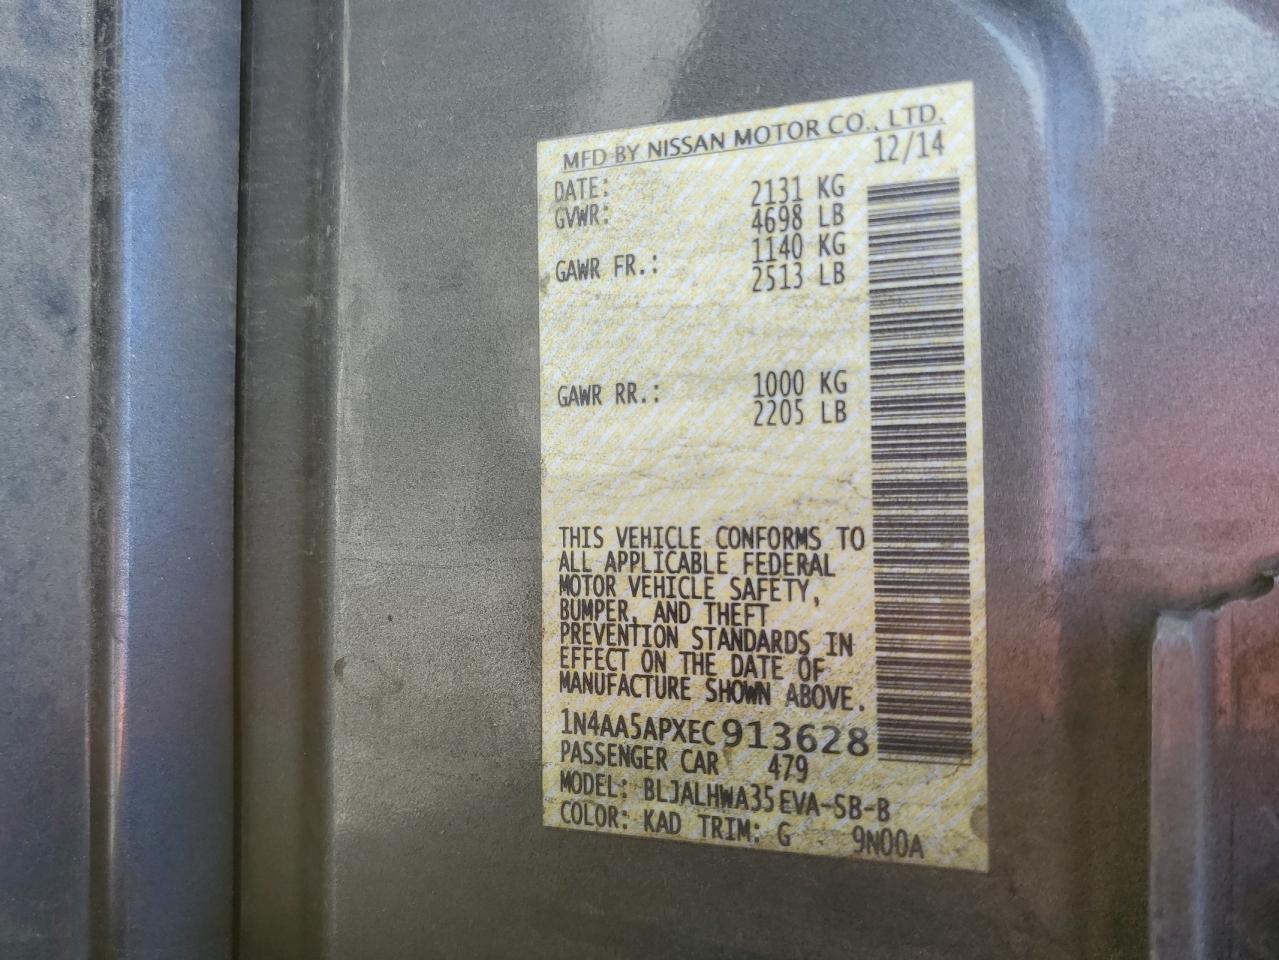 MFD BY NISSAN MOTOR CO., LTD.
DATE: 12/14
GVWR: 2131 KG
4698 LB
GAWR FR.: 1140 KG
2513 LB
GAWR RR.: 1000 KG
2205 LB
THIS VEHICLE CONFORMS TO
ALL APPLICABLE FEDERAL
MOTOR VEHICLE SAFETY,
BUMPER, AND THEFT
PREVENTION STANDARDS IN
EFFECT ON THE DATE OF
MANUFACTURE SHOWN ABOVE.
1N4AA5APXEC913628
PASSENGER CAR 479
MODEL: BLJALHWA35EVA-SB-B
COLOR: KAD TRIM: G 9N00A